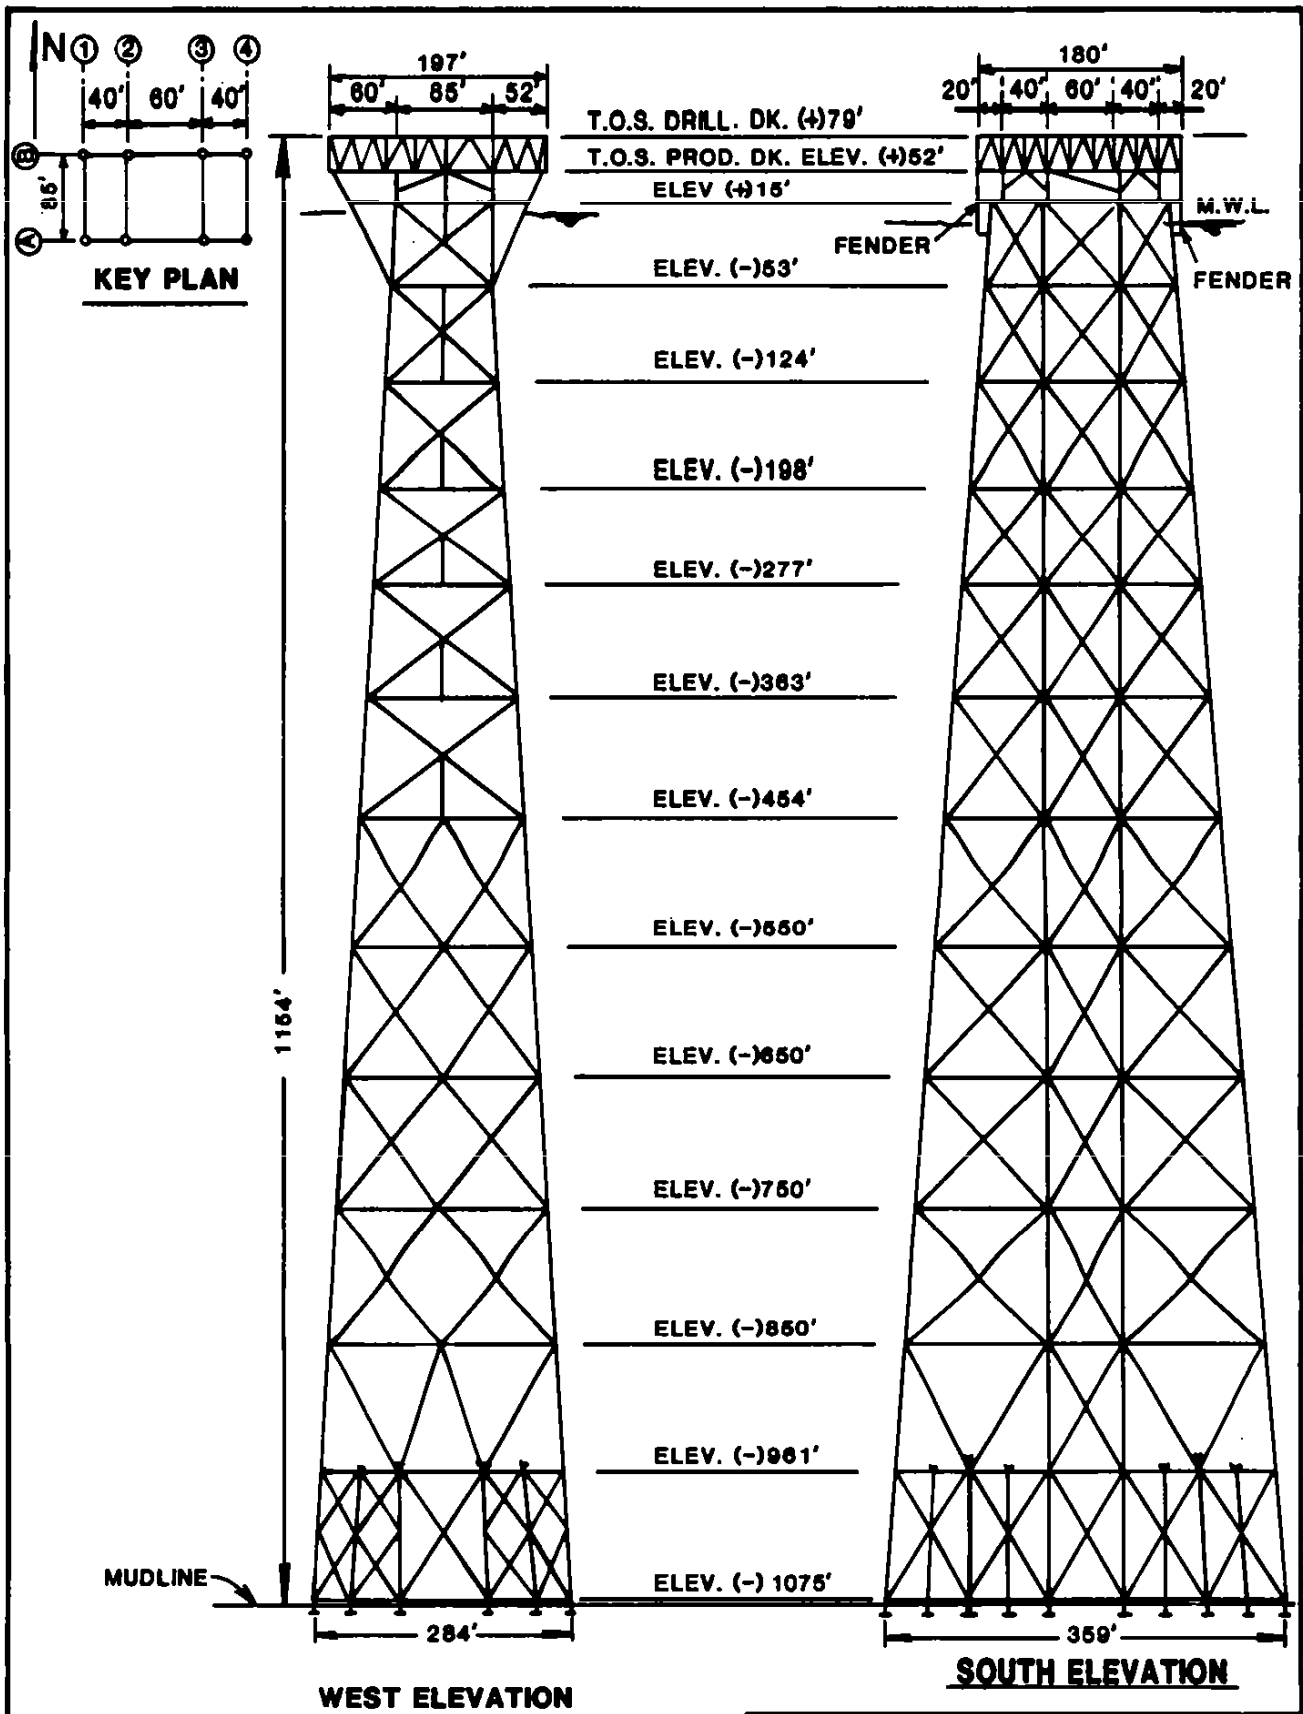 N 1 2 3 4
40' 60' 40'
B
85'
A
KEY PLAN
197'
60' 85' 52'
180'
20' 40' 60' 40' 20'
T.O.S. DRILL. DK. (+)79'
T.O.S. PROD. DK. ELEV. (+)52'
ELEV (+)15'
M.W.L.
FENDER
FENDER
ELEV. (-)53'
ELEV. (-)124'
ELEV. (-)198'
ELEV. (-)277'
ELEV. (-)363'
ELEV. (-)454'
ELEV. (-)550'
ELEV. (-)650'
ELEV. (-)750'
ELEV. (-)850'
ELEV. (-)961'
ELEV. (-) 1075'
1154'
MUDLINE
284'
359'
WEST ELEVATION
SOUTH ELEVATION